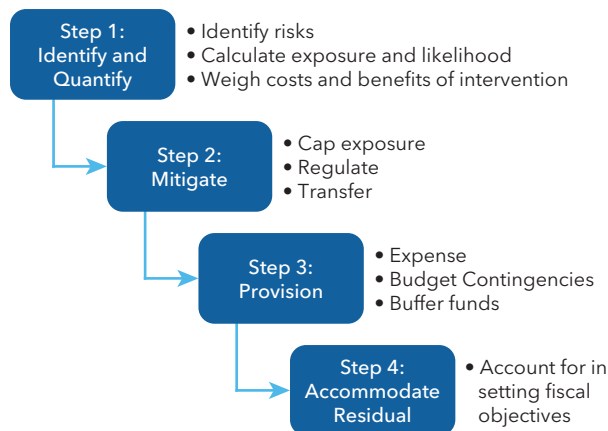 Step 1:
Identify and
Quantify
• Identify risks
• Calculate exposure and likelihood
• Weigh costs and benefits of intervention
Step 2:
Mitigate
• Cap exposure
• Regulate
• Transfer
Step 3:
Provision
• Expense
• Budget Contingencies
• Buffer funds
Step 4:
Accommodate
Residual
• Account for in
setting fiscal
objectives